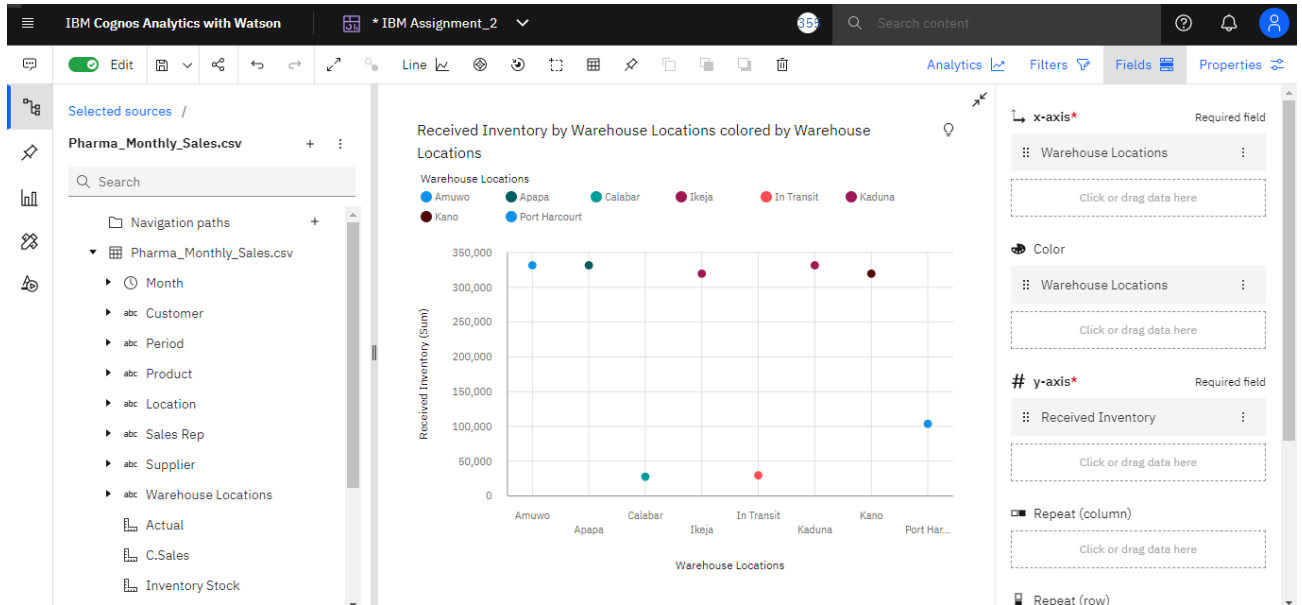 IBM Cognos Analytics with Watson
* IBM Assignment_2
355
Search content
Edit
Line
Analytics
Filters
Fields
Properties
Selected sources /
Pharma_Monthly_Sales.csv
Search
Navigation paths
Pharma_Monthly_Sales.csv
Month
abc Customer
abc Period
abc Product
abc Location
abc Sales Rep
abc Supplier
abc Warehouse Locations
Actual
C.Sales
Inventory Stock
Received Inventory by Warehouse Locations colored by Warehouse
Locations
Warehouse Locations
Amuwo Apapa Calabar Ikeja In Transit Kaduna
Kano Port Harcourt
Received Inventory (Sum)
350,000
300,000
250,000
200,000
150,000
100,000
50,000
0
Amuwo Calabar In Transit Kano
Apapa Ikeja Kaduna Port Har...
Warehouse Locations
x-axis* Required field
Warehouse Locations
Click or drag data here
Color
Warehouse Locations
Click or drag data here
# y-axis* Required field
Received Inventory
Click or drag data here
Repeat (column)
Click or drag data here
Repeat (row)